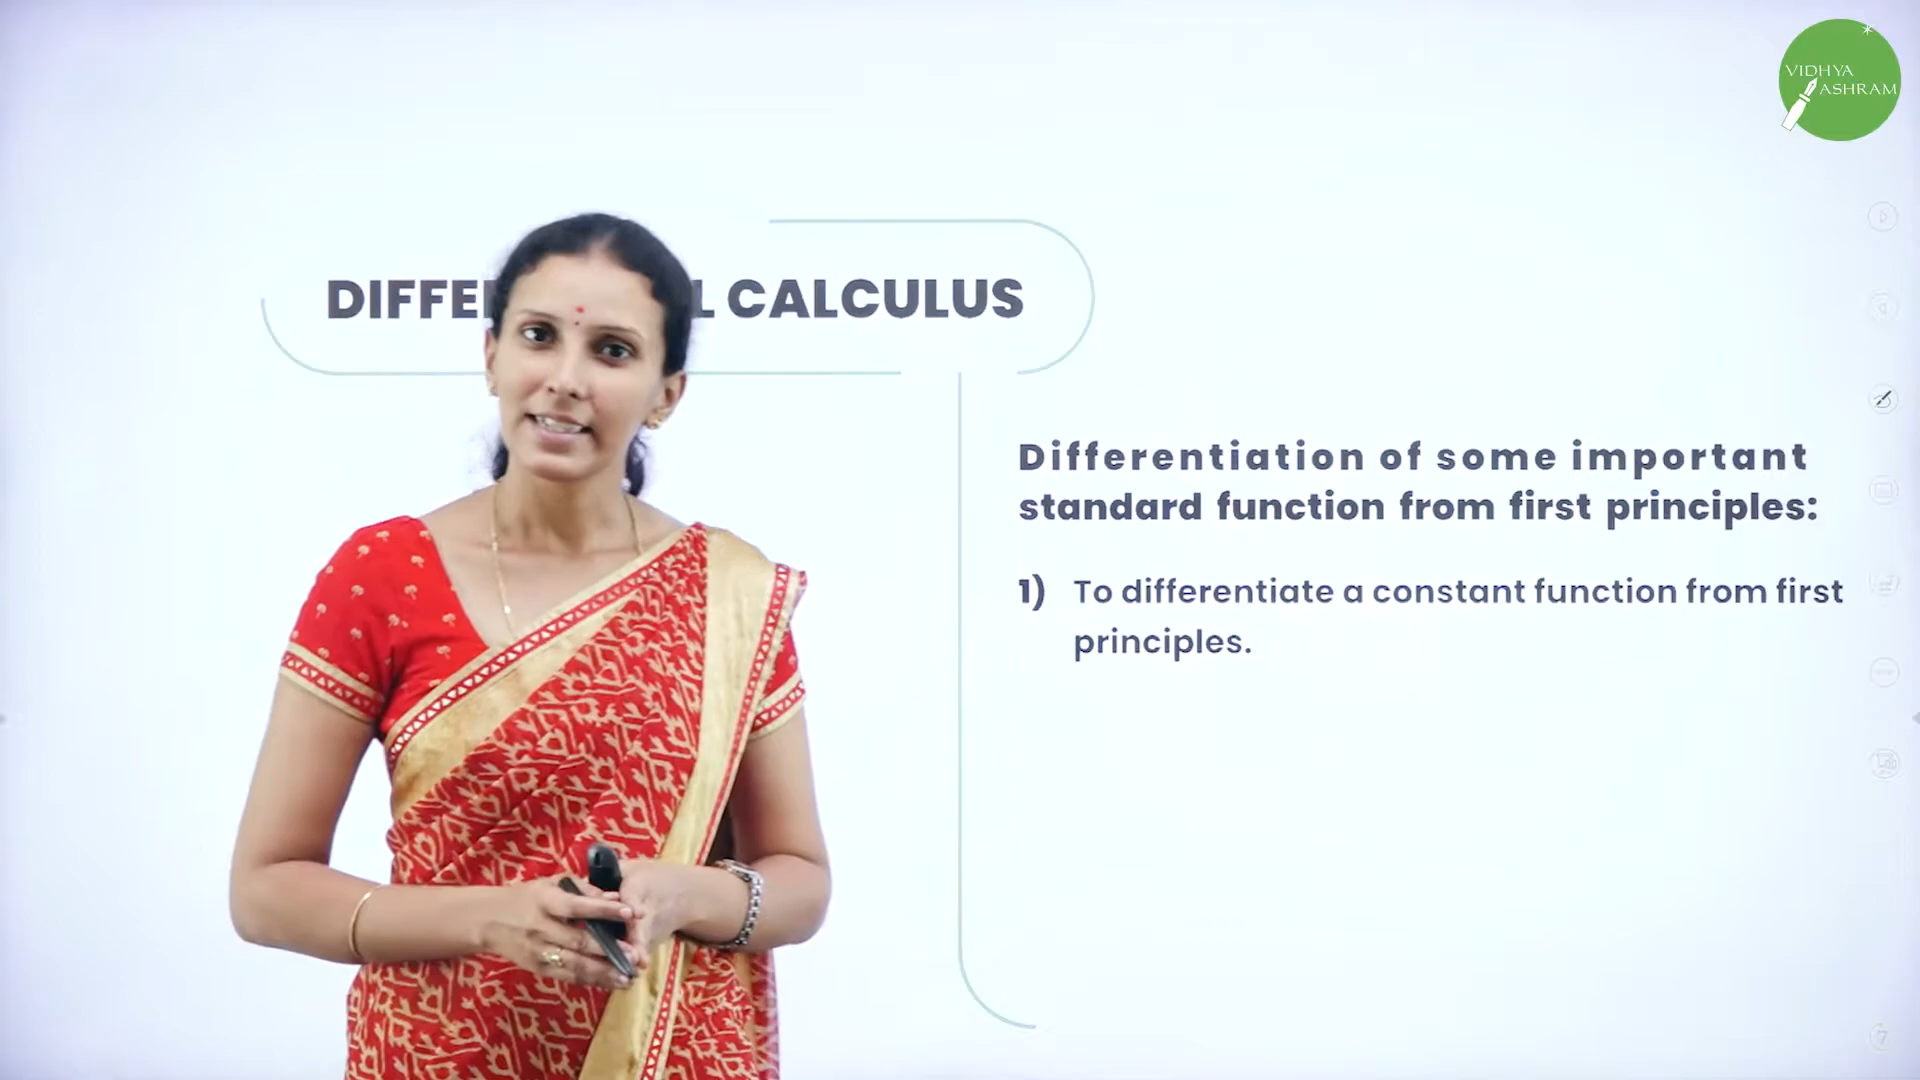 VIDHYA
ASHRAM
CALCULUS
Differentiation of some important
standard function from first principles:
1) To differentiate a constant function from first
principles.
7